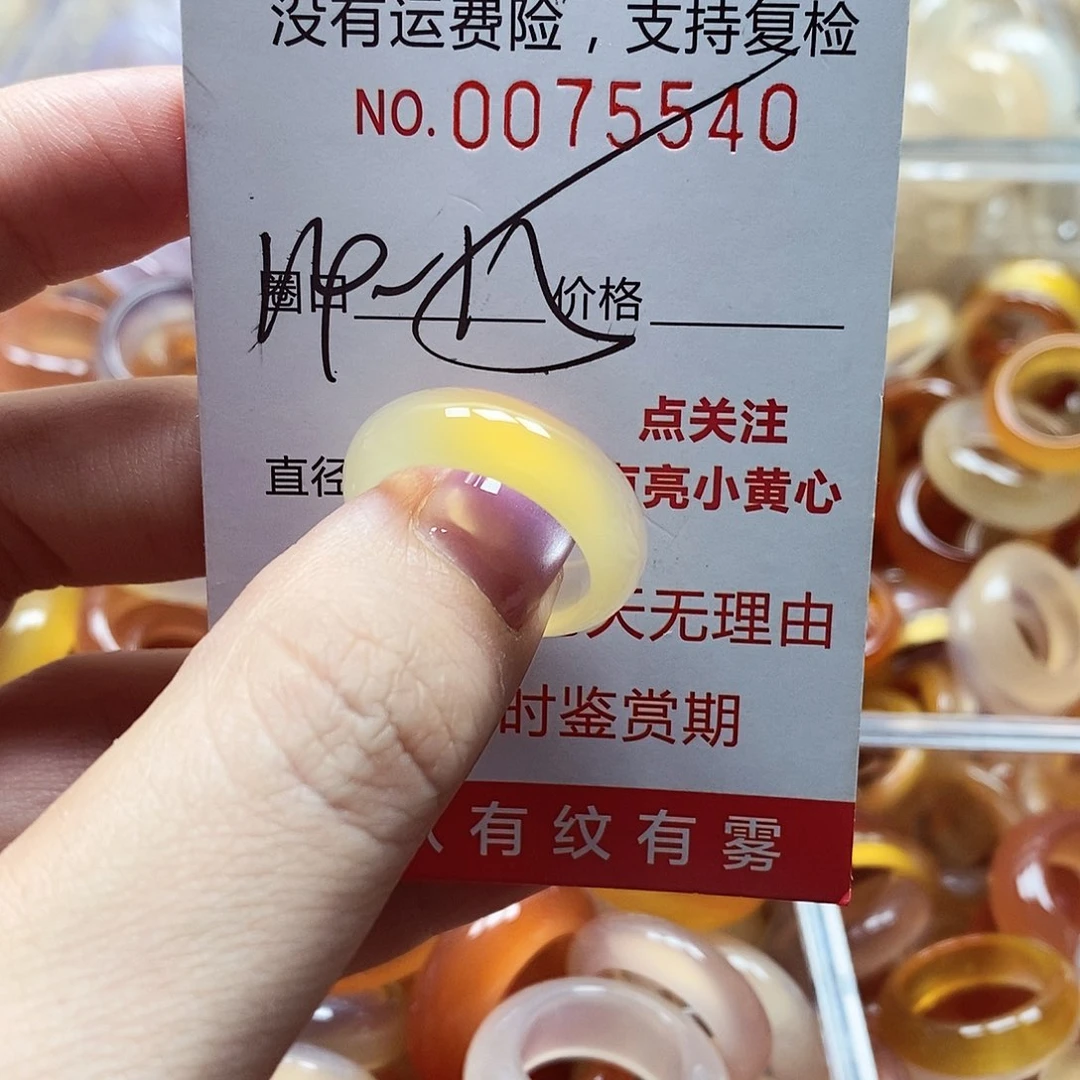 没有运费险，支持复检
NO. 0075540
圈口 价格
点关注
直径 亮小黄心
天无理由
时鉴赏期
有纹有雾